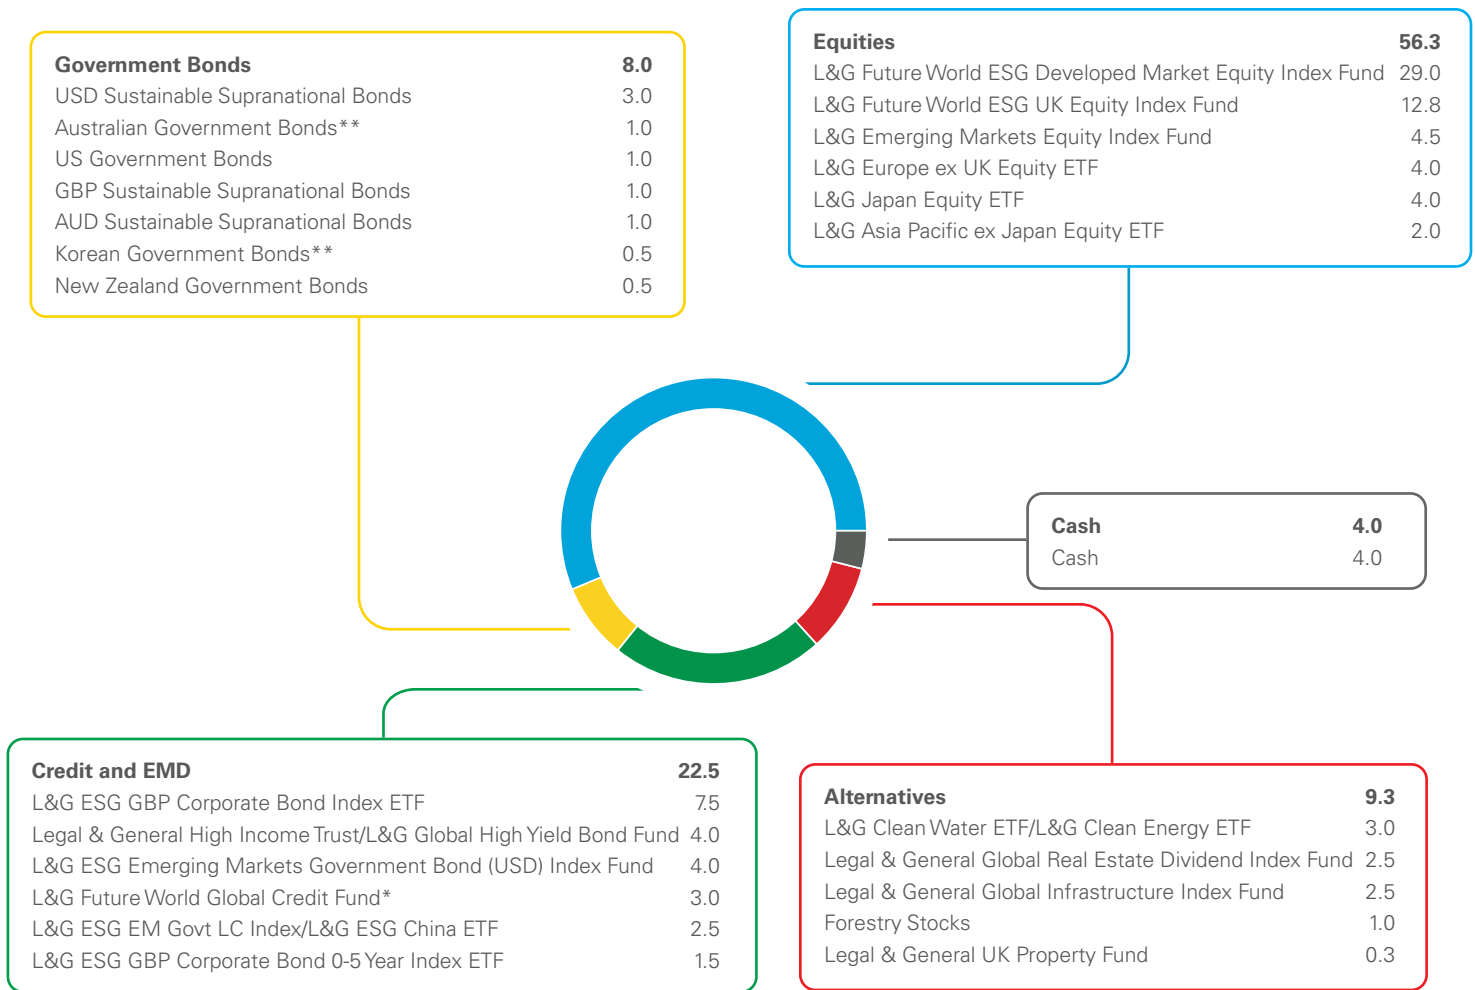 Government Bonds 8.0
USD Sustainable Supranational Bonds 3.0
Australian Government Bonds** 1.0
US Government Bonds 1.0
GBP Sustainable Supranational Bonds 1.0
AUD Sustainable Supranational Bonds 1.0
Korean Government Bonds** 0.5
New Zealand Government Bonds 0.5
Equities 56.3
L&G Future World ESG Developed Market Equity Index Fund 29.0
L&G Future World ESG UK Equity Index Fund 12.8
L&G Emerging Markets Equity Index Fund 4.5
L&G Europe ex UK Equity ETF 4.0
L&G Japan Equity ETF 4.0
L&G Asia Pacific ex Japan Equity ETF 2.0
Cash 4.0
Cash 4.0
Credit and EMD 22.5
L&G ESG GBP Corporate Bond Index ETF 7.5
Legal & General High Income Trust/L&G Global High Yield Bond Fund 4.0
L&G ESG Emerging Markets Government Bond (USD) Index Fund 4.0
L&G Future World Global Credit Fund* 3.0
L&G ESG EM Govt LC Index/L&G ESG China ETF 2.5
L&G ESG GBP Corporate Bond 0-5 Year Index ETF 1.5
Alternatives 9.3
L&G Clean Water ETF/L&G Clean Energy ETF 3.0
Legal & General Global Real Estate Dividend Index Fund 2.5
Legal & General Global Infrastructure Index Fund 2.5
Forestry Stocks 1.0
Legal & General UK Property Fund 0.3